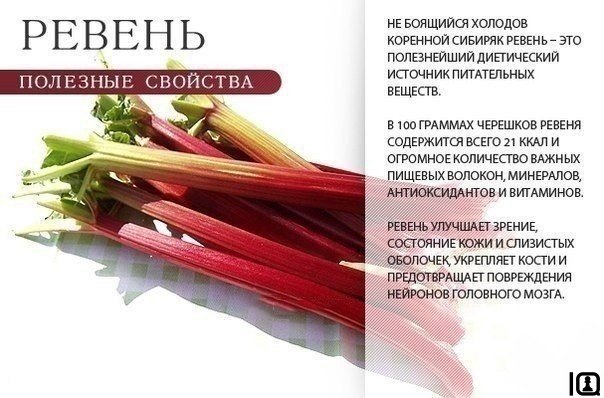 РЕВЕНЬ
ПОЛЕЗНЫЕ СВОЙСТВА
НЕ БОЯЩИЙСЯ ХОЛОДОВ
КОРЕННОЙ СИБИРЯК РЕВЕНЬ – ЭТО
ПОЛЕЗНЕЙШИЙ ДИЕТИЧЕСКИЙ
ИСТОЧНИК ПИТАТЕЛЬНЫХ
ВЕЩЕСТВ.
В 100 ГРАММАХ ЧЕРЕШКОВ РЕВЕНЯ
СОДЕРЖИТСЯ ВСЕГО 21 ККАЛ И
ОГРОМНОЕ КОЛИЧЕСТВО ВАЖНЫХ
ПИЩЕВЫХ ВОЛОКОН, МИНЕРАЛОВ,
АНТИОКСИДАНТОВ И ВИТАМИНОВ.
РЕВЕНЬ УЛУЧШАЕТ ЗРЕНИЕ,
СОСТОЯНИЕ КОЖИ И СЛИЗИСТЫХ
ОБОЛОЧЕК, УКРЕПЛЯЕТ КОСТИ И
ПРЕДОТВРАЩАЕТ ПОВРЕЖДЕНИЯ
НЕЙРОНОВ ГОЛОВНОГО МОЗГА.